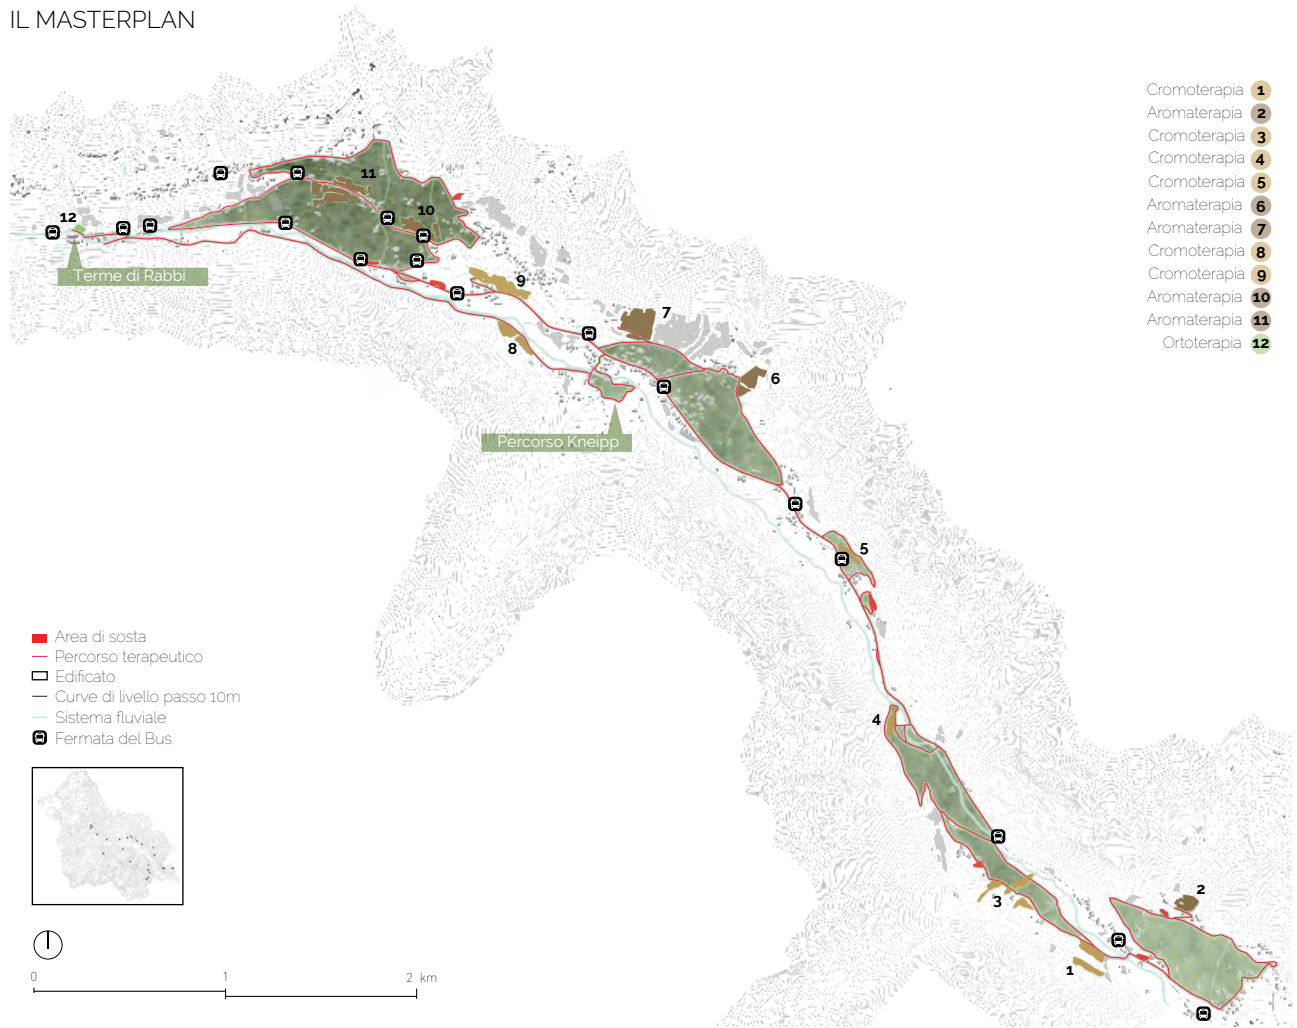 IL MASTERPLAN
Cromoterapia 1
Aromaterapia 2
Cromoterapia 3
Cromoterapia 4
Cromoterapia 5
Aromaterapia 6
Aromaterapia 7
Cromoterapia 8
Cromoterapia 9
Aromaterapia 10
Aromaterapia 11
Ortoterapia 12
11
10
12
Terme di Rabbi
9
7
8
6
Percorso Kneipp
5
4
3
2
1
Area di sosta
Percorso terapeutico
Edificato
Curve di livello passo 10m
Sistema fluviale
Fermata del Bus
0 1 2 km